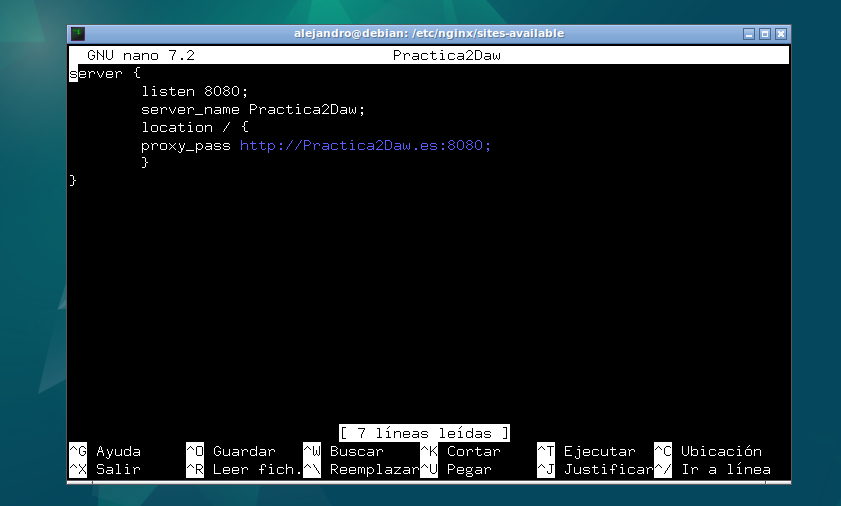 alejandro@debian: /etc/nginx/sites-available
GNU nano 7.2 Practica2Daw
server {
listen 8080;
server_name Practica2Daw;
location / {
proxy_pass http://Practica2Daw.es:8080;
}
}
[ 7 líneas leídas ]
^G Ayuda ^O Guardar ^W Buscar ^K Cortar ^T Ejecutar ^C Ubicación
^X Salir ^R Leer fich. ^\ Reemplazar ^U Pegar ^J Justificar ^/ Ir a línea